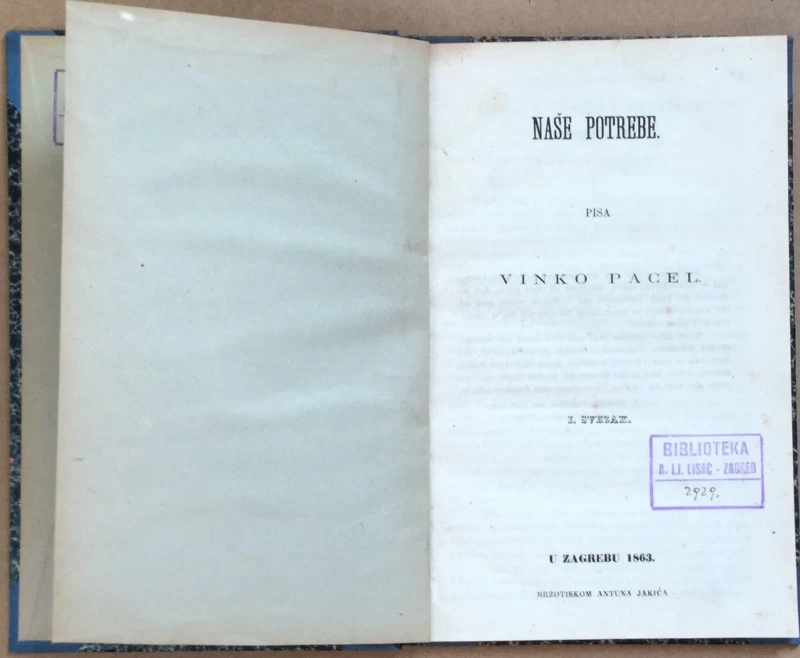 NAŠE POTREBE.
PISA
VINKO PACEL.
I. SVEZAK.
BIBLIOTEKA
A. LJ. LISAC - ZAGREB
2929.
U ZAGREBU 1863.
BRZOTISKOM ANTUNA JAKIĆA